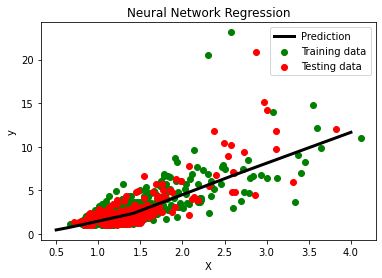 Neural Network Regression
Prediction
Training data
Testing data
y
20
15
10
5
0
0.5 1.0 1.5 2.0 2.5 3.0 3.5 4.0
X